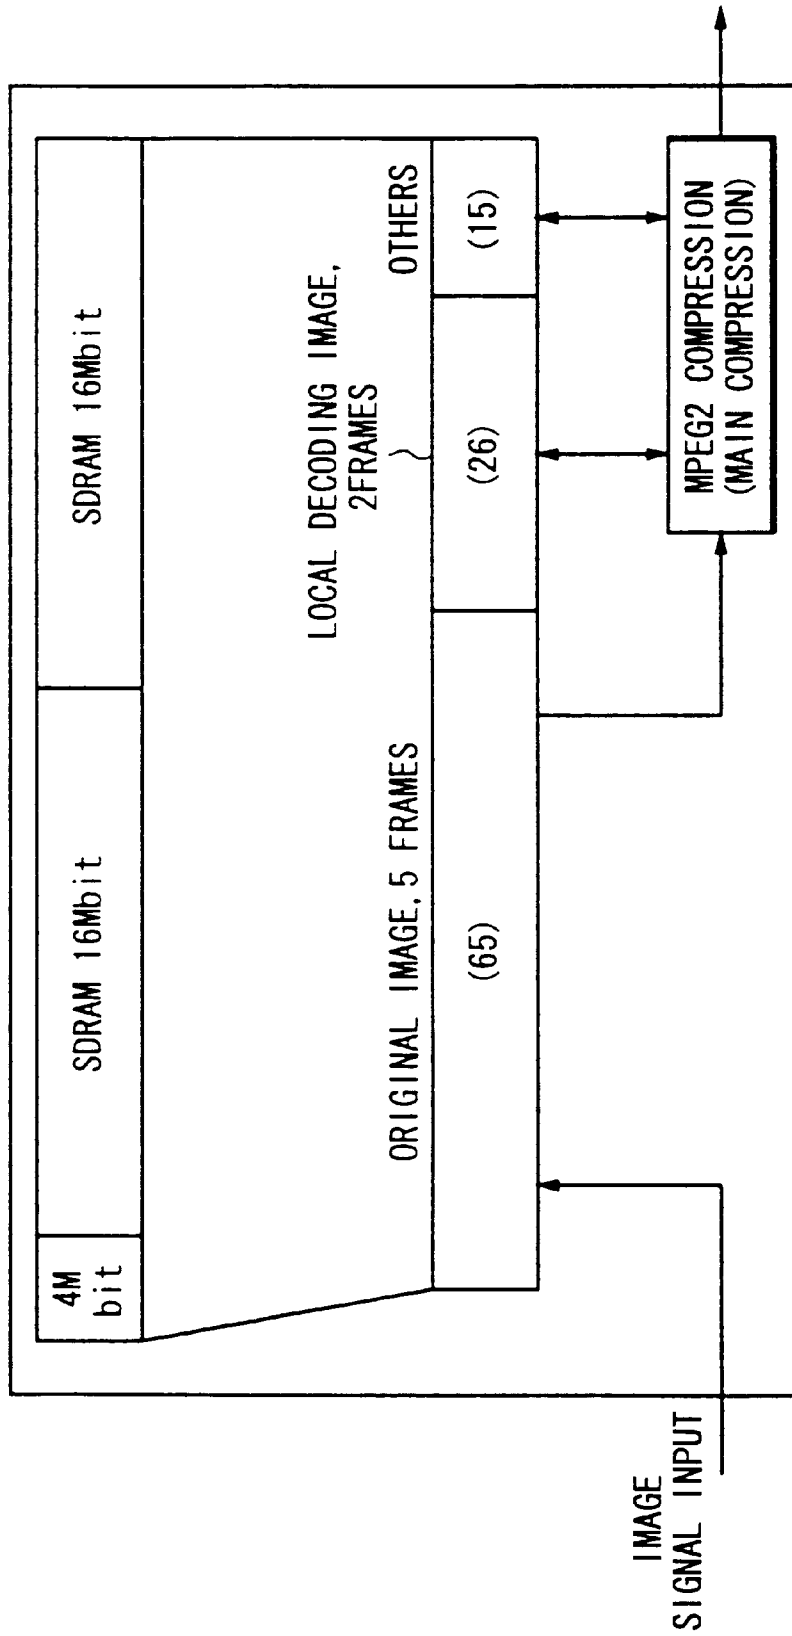 4M
bit
SDRAM 16Mbit
SDRAM 16Mbit
LOCAL DECODING IMAGE,
2FRAMES
ORIGINAL IMAGE, 5 FRAMES
OTHERS
(65)
(26)
(15)
MPEG2 COMPRESSION
(MAIN COMPRESSION)
IMAGE
SIGNAL INPUT